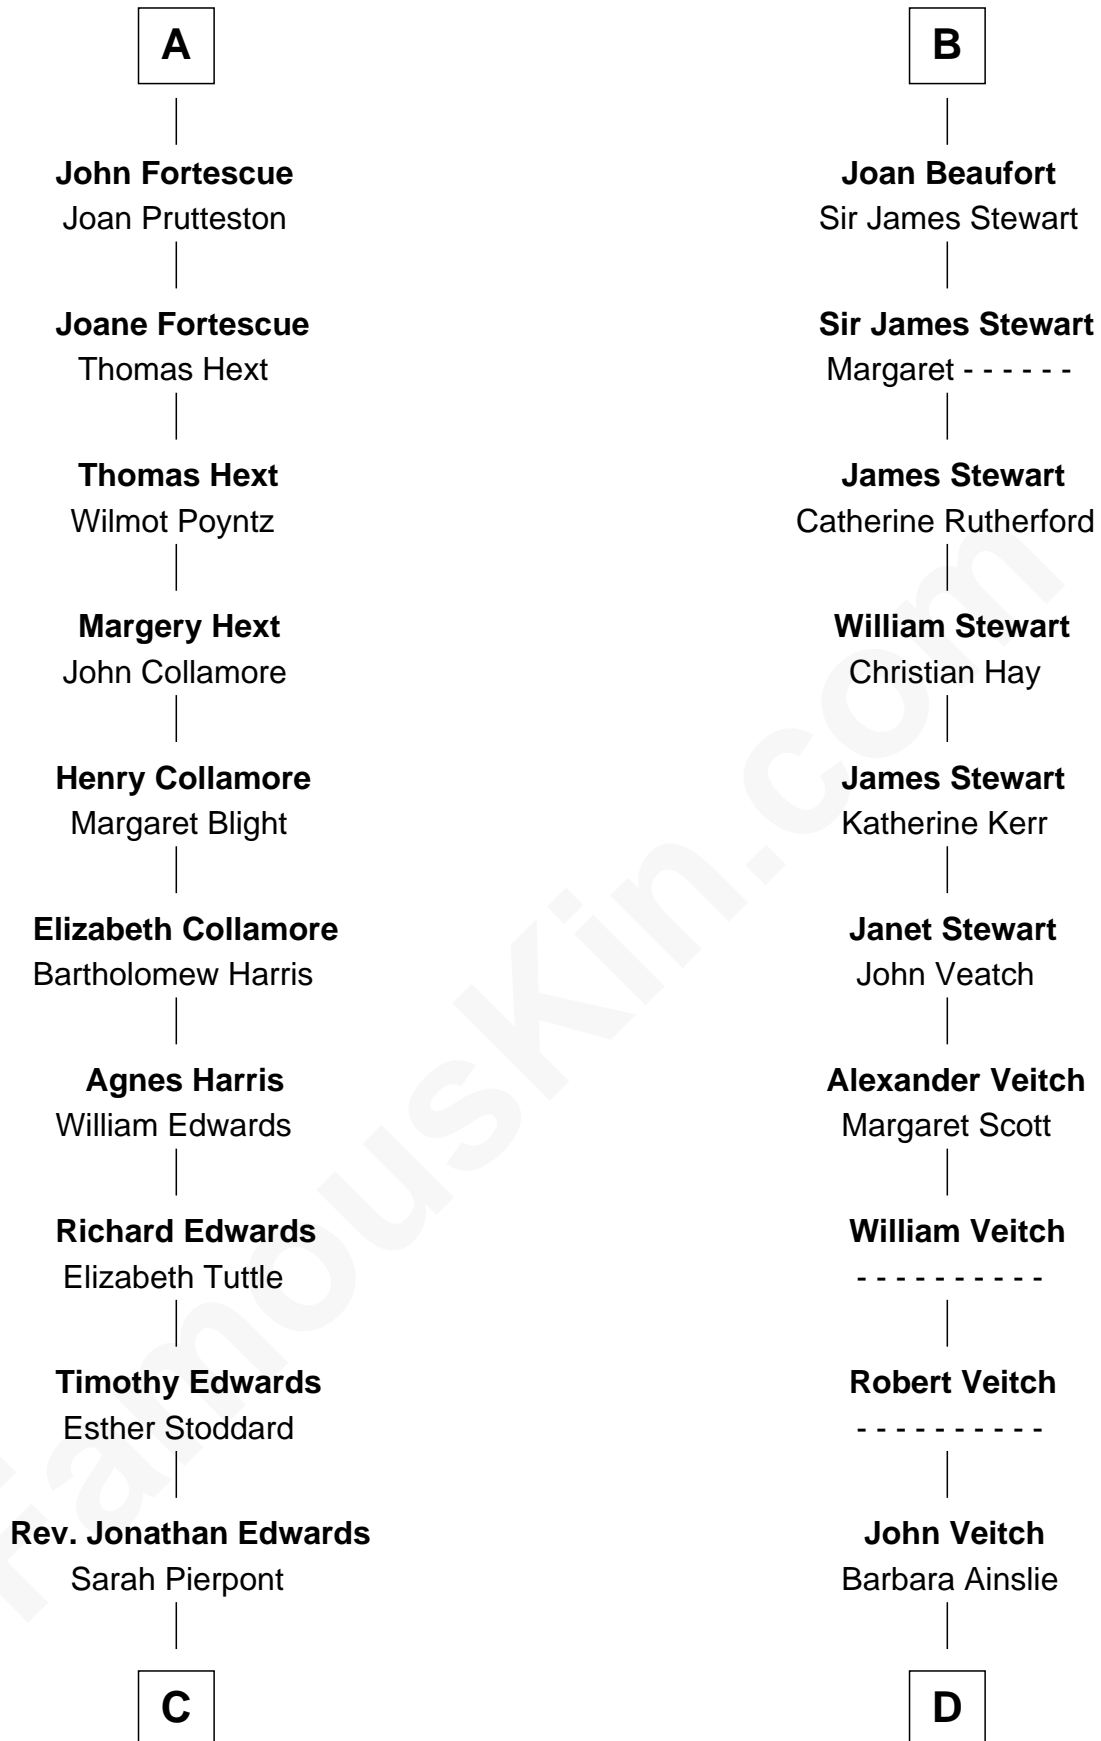 A
John Fortescue
Joan Prutteston
Joane Fortescue
Thomas Hext
Thomas Hext
Wilmot Poyntz
Margery Hext
John Collamore
Henry Collamore
Margaret Blight
Elizabeth Collamore
Bartholomew Harris
Agnes Harris
William Edwards
Richard Edwards
Elizabeth Tuttle
Timothy Edwards
Esther Stoddard
Rev. Jonathan Edwards
Sarah Pierpont
C
B
Joan Beaufort
Sir James Stewart
Sir James Stewart
Margaret - - - - - -
James Stewart
Catherine Rutherford
William Stewart
Christian Hay
James Stewart
Katherine Kerr
Janet Stewart
John Veatch
Alexander Veitch
Margaret Scott
William Veitch
- - - - - - - - - -
Robert Veitch
- - - - - - - - - -
John Veitch
Barbara Ainslie
D
FamousKin.com